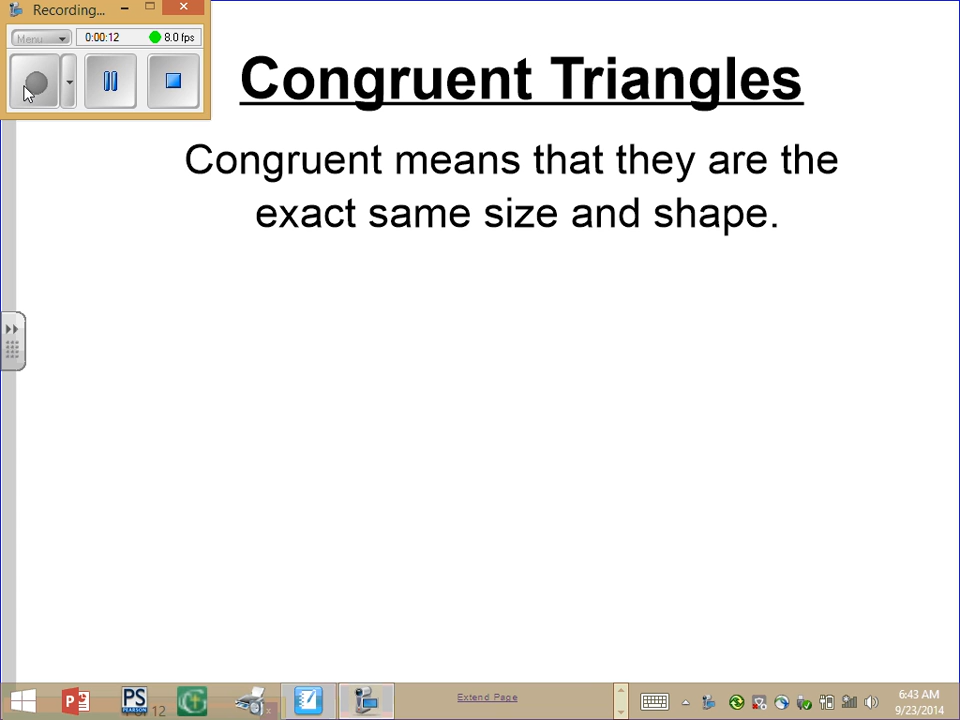 Recording...
Menu
0:00:12
8.0 fps
Congruent Triangles
Congruent means that they are the
exact same size and shape.
Extend Page
PS
PEARSON
12
6:43 AM
9/23/2014